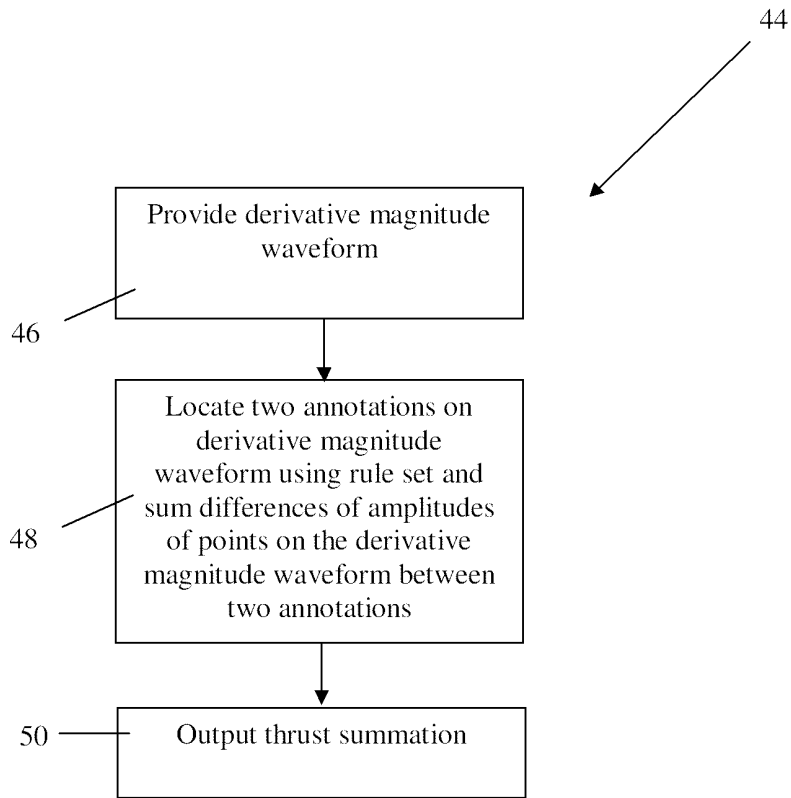 44
Provide derivative magnitude
waveform
46
Locate two annotations on
derivative magnitude
waveform using rule set and
sum differences of amplitudes
of points on the derivative
magnitude waveform between
two annotations
48
Output thrust summation
50